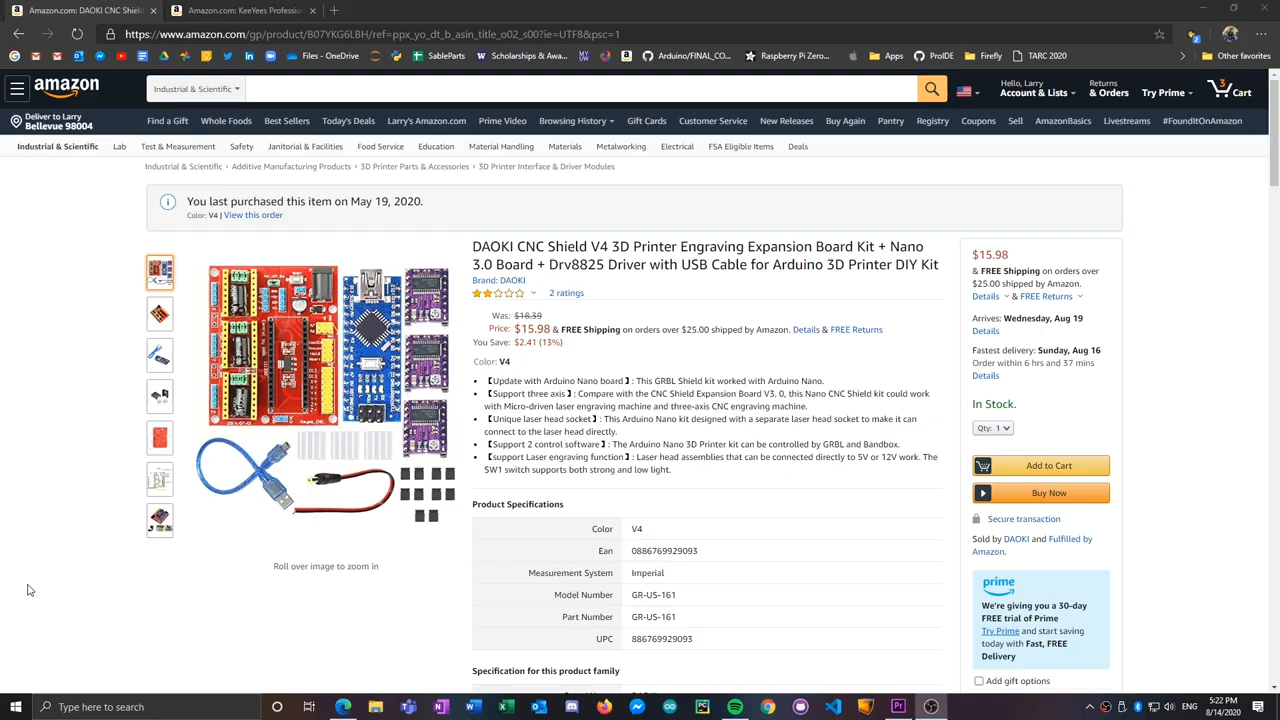 Amazon.com: DAOKI CNC Shield
Amazon.com: Arduino CNC Shield
https://www.amazon.com/gp/product/B07YKG6LBH/ref=ppx_yo_dt_b_asin_title_o02_s00?ie=UTF8&psc=1
Files - OneDrive
SparTable
Scholarships & Awa...
Arduino/FINAL_CO...
Raspberry Pi Zero...
Apps
ProIDE
Firefly
TARC 2020
Other favorites
amazon
Industrial & Scientific
Hello, Larry
Account & Lists
Returns
& Orders
Try Prime
3
Cart
Deliver to Larry
Bellevue 98004
Find a Gift
Whole Foods
Best Sellers
Today's Deals
Larry's Amazon.com
Prime Video
Browsing History
Gift Cards
Customer Service
New Releases
Buy Again
Pantry
Registry
Coupons
Sell
AmazonBasics
Livestreams
#FoundItOnAmazon
Industrial & Scientific
Lab
Test & Measurement
Safety
Janitorial & Facilities
Food Service
Education
Material Handling
Materials
Metalworking
Electrical
FSA Eligible Items
Deals
Industrial & Scientific › Additive Manufacturing Products › 3D Printer Parts & Accessories › 3D Printer Interface & Driver Modules
You last purchased this item on May 19, 2020.
Color: V4 | View this order
DAOKI CNC Shield V4 3D Printer Engraving Expansion Board Kit + Nano
3.0 Board + Drv8825 Driver with USB Cable for Arduino 3D Printer DIY Kit
Brand: DAOKI
2 ratings
Was: $18.39
Price: $15.98 & FREE Shipping on orders over $25.00 shipped by Amazon. Details & FREE Returns
You Save: $2.41 (13%)
Color: V4
• 【Update with Arduino Nano board】: This GRBL Shield kit worked with Arduino Nano.
• 【Support three axis】: Compare with the CNC Shield Expansion Board V3. 0, this Nano CNC Shield kit could work
with Micro-driven laser engraving machine and three-axis CNC engraving machine.
• 【Unique laser head socket】: This Arduino Nano kit designed with a separate laser head socket to make it can
connect to the laser head directly.
• 【Support 2 control software】: The Arduino Nano 3D Printer kit can be controlled by GRBL and Bandbox.
• 【support Laser engraving function】: Laser head assemblies that can be connected directly to 5V or 12V work. The
SW1 switch supports both strong and low light.
Product Specifications
Color V4
Ean 0886769929093
Measurement System Imperial
Model Number GR-US-161
Part Number GR-US-161
UPC 886769929093
Specification for this product family
Roll over image to zoom in
$15.98
& FREE Shipping on orders over
$25.00 shipped by Amazon.
Details & FREE Returns
Arrives: Wednesday, Aug 19
Details
Fastest delivery: Sunday, Aug 16
Order within 6 hrs and 37 mins
Details
In Stock.
Qty: 1
Add to Cart
Buy Now
Secure transaction
Sold by DAOKI and Fulfilled by
Amazon.
prime
We're giving you a 30-day
FREE trial of Prime
Try Prime and start saving
today with Fast, FREE
Delivery
Add gift options
Type here to search
ENG
5:22 PM
8/14/2020